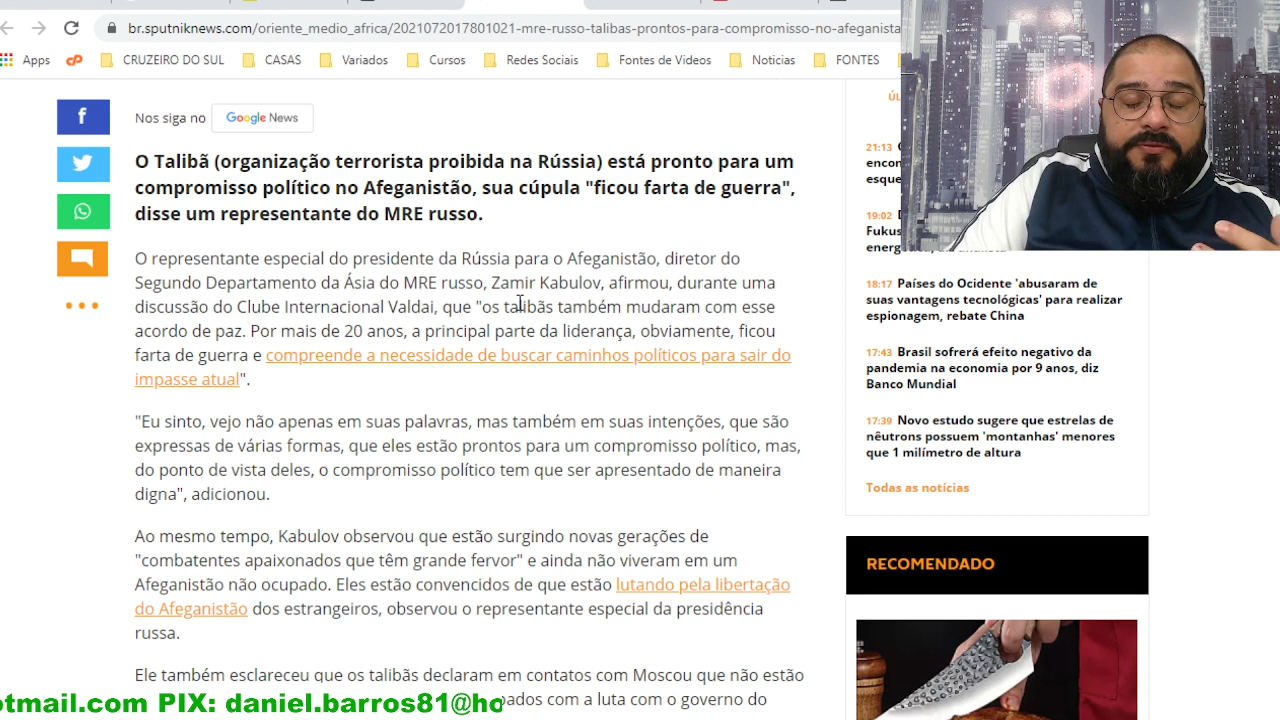 br.sputniknews.com/oriente_medio_africa/2021072017801021-mre-russo-talibas-prontos-para-compromisso-no-afeganista
Apps
CRUZEIRO DO SUL
CASAS
Variados
Cursos
Redes Sociais
Fontes de Videos
Noticias
FONTES
Nos siga no
Google News
O Talibã (organização terrorista proibida na Rússia) está pronto para um
compromisso político no Afeganistão, sua cúpula "ficou farta de guerra",
disse um representante do MRE russo.
O representante especial do presidente da Rússia para o Afeganistão, diretor do
Segundo Departamento da Ásia do MRE russo, Zamir Kabulov, afirmou, durante uma
discussão do Clube Internacional Valdai, que "os talibãs também mudaram com esse
acordo de paz. Por mais de 20 anos, a principal parte da liderança, obviamente, ficou
farta de guerra e compreende a necessidade de buscar caminhos políticos para sair do
impasse atual".
"Eu sinto, vejo não apenas em suas palavras, mas também em suas intenções, que são
expressas de várias formas, que eles estão prontos para um compromisso político, mas,
do ponto de vista deles, o compromisso político tem que ser apresentado de maneira
digna", adicionou.
Ao mesmo tempo, Kabulov observou que estão surgindo novas gerações de
"combatentes apaixonados que têm grande fervor" e ainda não viveram em um
Afeganistão não ocupado. Eles estão convencidos de que estão lutando pela libertação
do Afeganistão dos estrangeiros, observou o representante especial da presidência
russa.
Ele também esclareceu que os talibãs declaram em contatos com Moscou que não estão
pados com a luta com o governo do
otmail.com PIX: daniel.barros81@ho
ÚL
21:13
encon
esque
19:02
Fukus
energé
18:17 Países do Ocidente 'abusaram de
suas vantagens tecnológicas' para realizar
espionagem, rebate China
17:43 Brasil sofrerá efeito negativo da
pandemia na economia por 9 anos, diz
Banco Mundial
17:39 Novo estudo sugere que estrelas de
nêutrons possuem 'montanhas' menores
que 1 milímetro de altura
Todas as notícias
RECOMENDADO